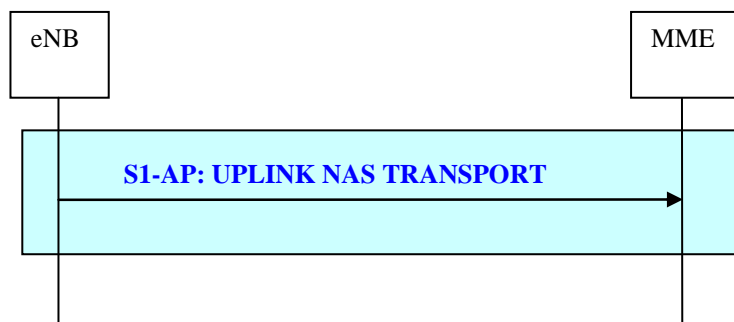 eNB
MME
S1-AP: UPLINK NAS TRANSPORT